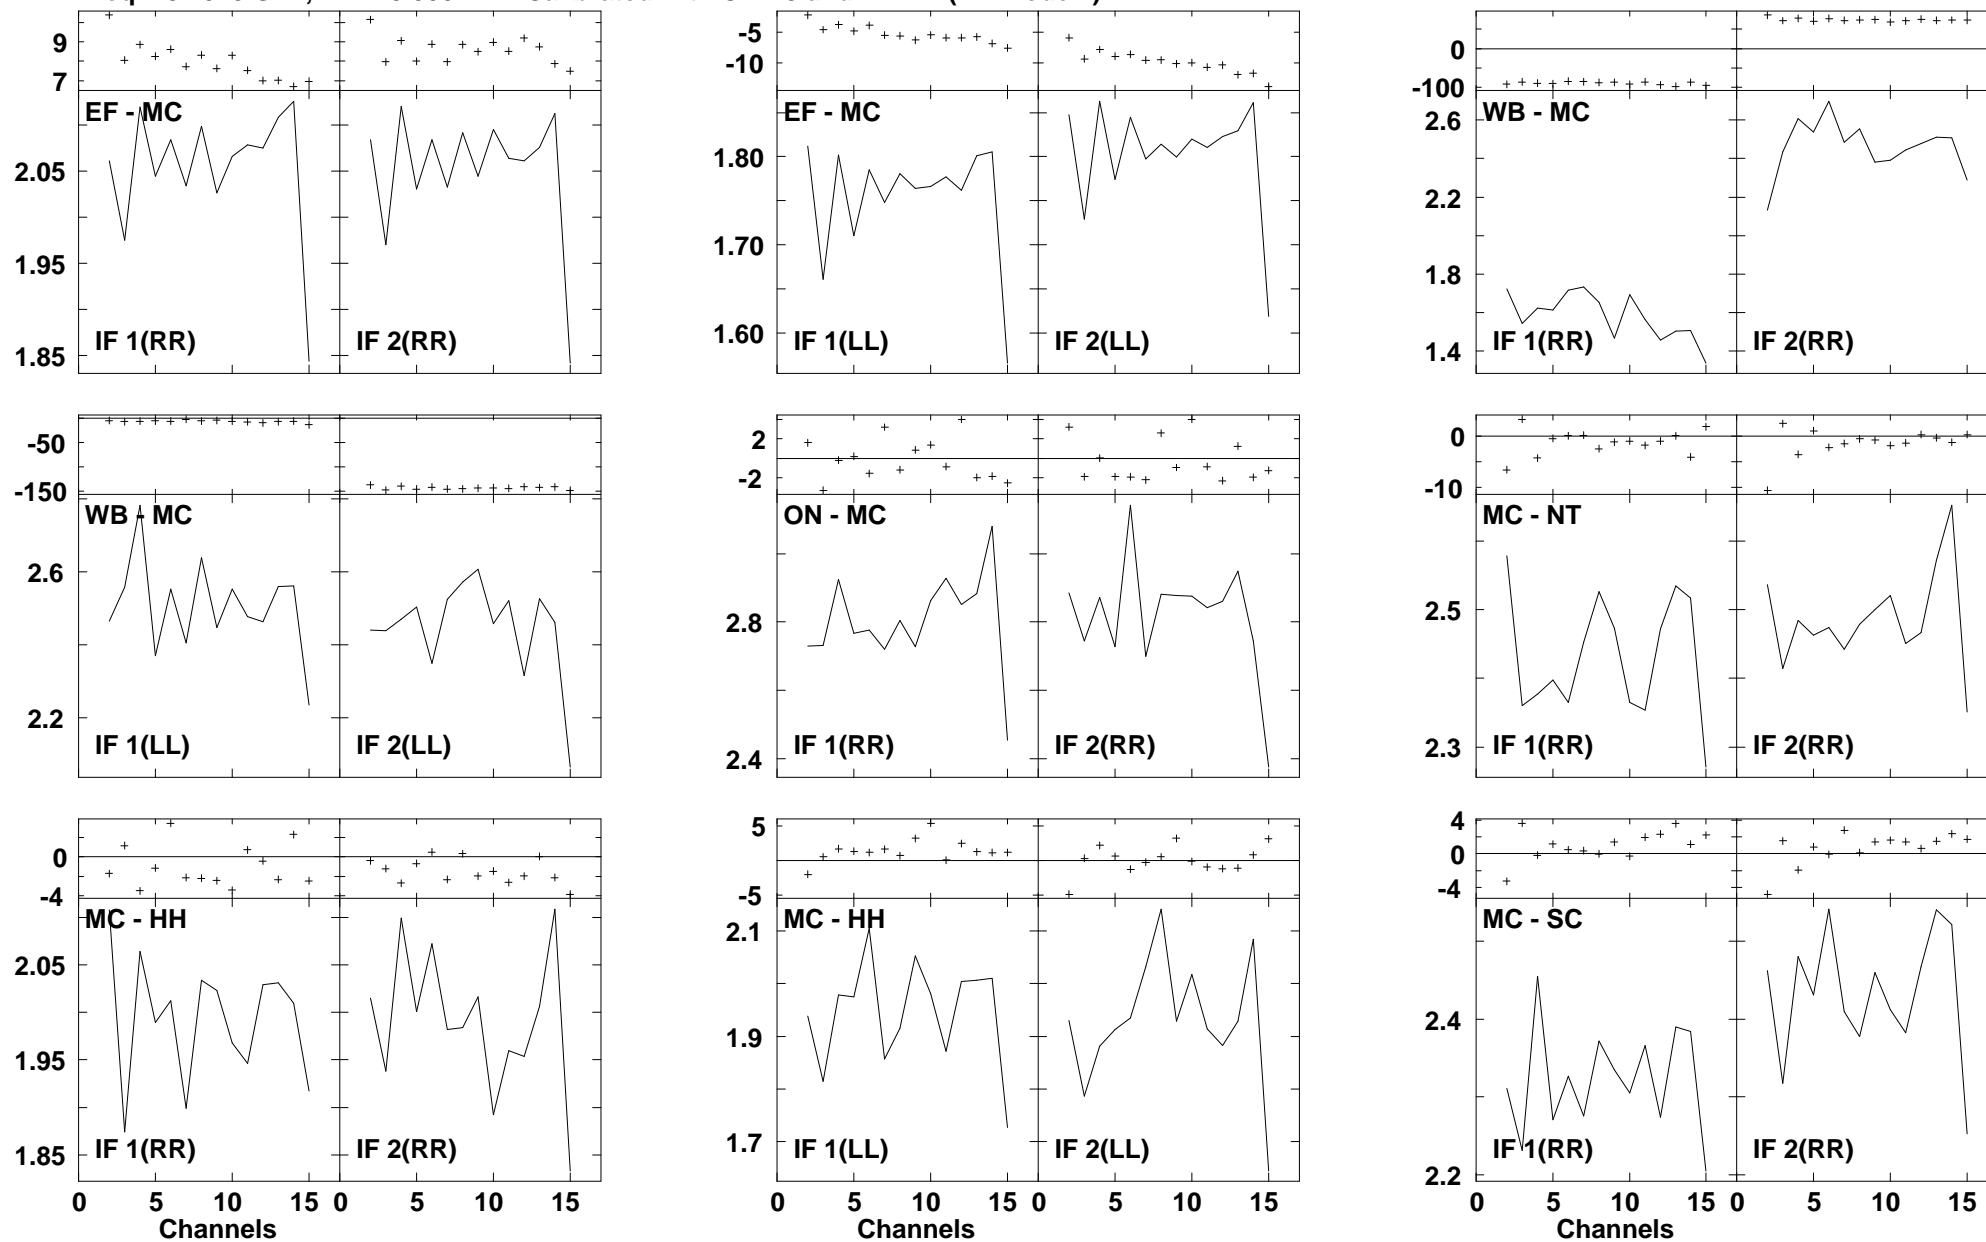 9
7
EF - MC
2.05
1.95
1.85
IF 1(RR)
IF 2(RR)
-5
-10
EF - MC
1.80
1.70
1.60
IF 1(LL)
IF 2(LL)
0
-100
WB - MC
2.6
2.2
1.8
1.4
IF 1(RR)
IF 2(RR)
-50
-150
WB - MC
2.6
2.2
IF 1(LL)
IF 2(LL)
2
-2
ON - MC
2.8
2.4
IF 1(RR)
IF 2(RR)
0
-10
MC - NT
2.5
2.3
IF 1(RR)
IF 2(RR)
0
-4
MC - HH
2.05
1.95
1.85
IF 1(RR)
IF 2(RR)
0 5 10 15 0 5 10 15
Channels
5
-5
MC - HH
2.1
1.9
1.7
IF 1(LL)
IF 2(LL)
0 5 10 15 0 5 10 15
Channels
4
0
-4
MC - SC
2.4
2.2
IF 1(RR)
IF 2(RR)
0 5 10 15 0 5 10 15
Channels